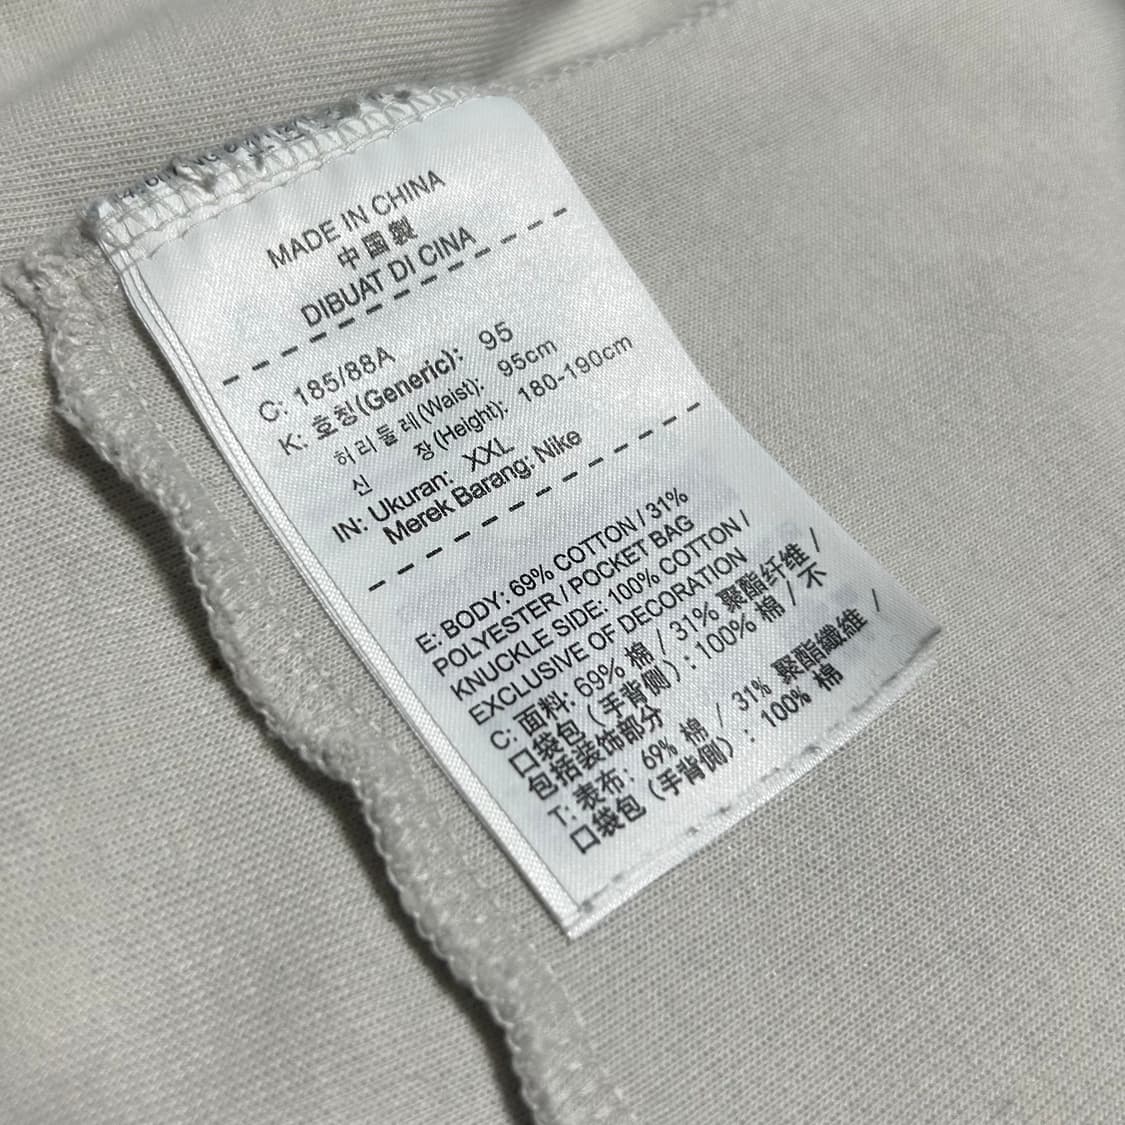 MADE IN CHINA
中国製
DIBUAT DI CINA
C: 185/88A
K: 호칭(Generic): 95
허리둘레(Waist): 95cm
신 장(Height): 180-190cm
IN: Ukuran: XXL
Merek Barang: Nike
E: BODY: 69% COTTON / 31%
POLYESTER / POCKET BAG
KNUCKLE SIDE: 100% COTTON /
EXCLUSIVE OF DECORATION
C: 面料: 69% 棉 / 31% 聚酯纤维 /
口袋包（手背侧）: 100% 棉 / 不
包括装饰部分
T: 表布: 69% 棉 / 31% 聚酯纖維 /
口袋包（手背側）: 100% 棉